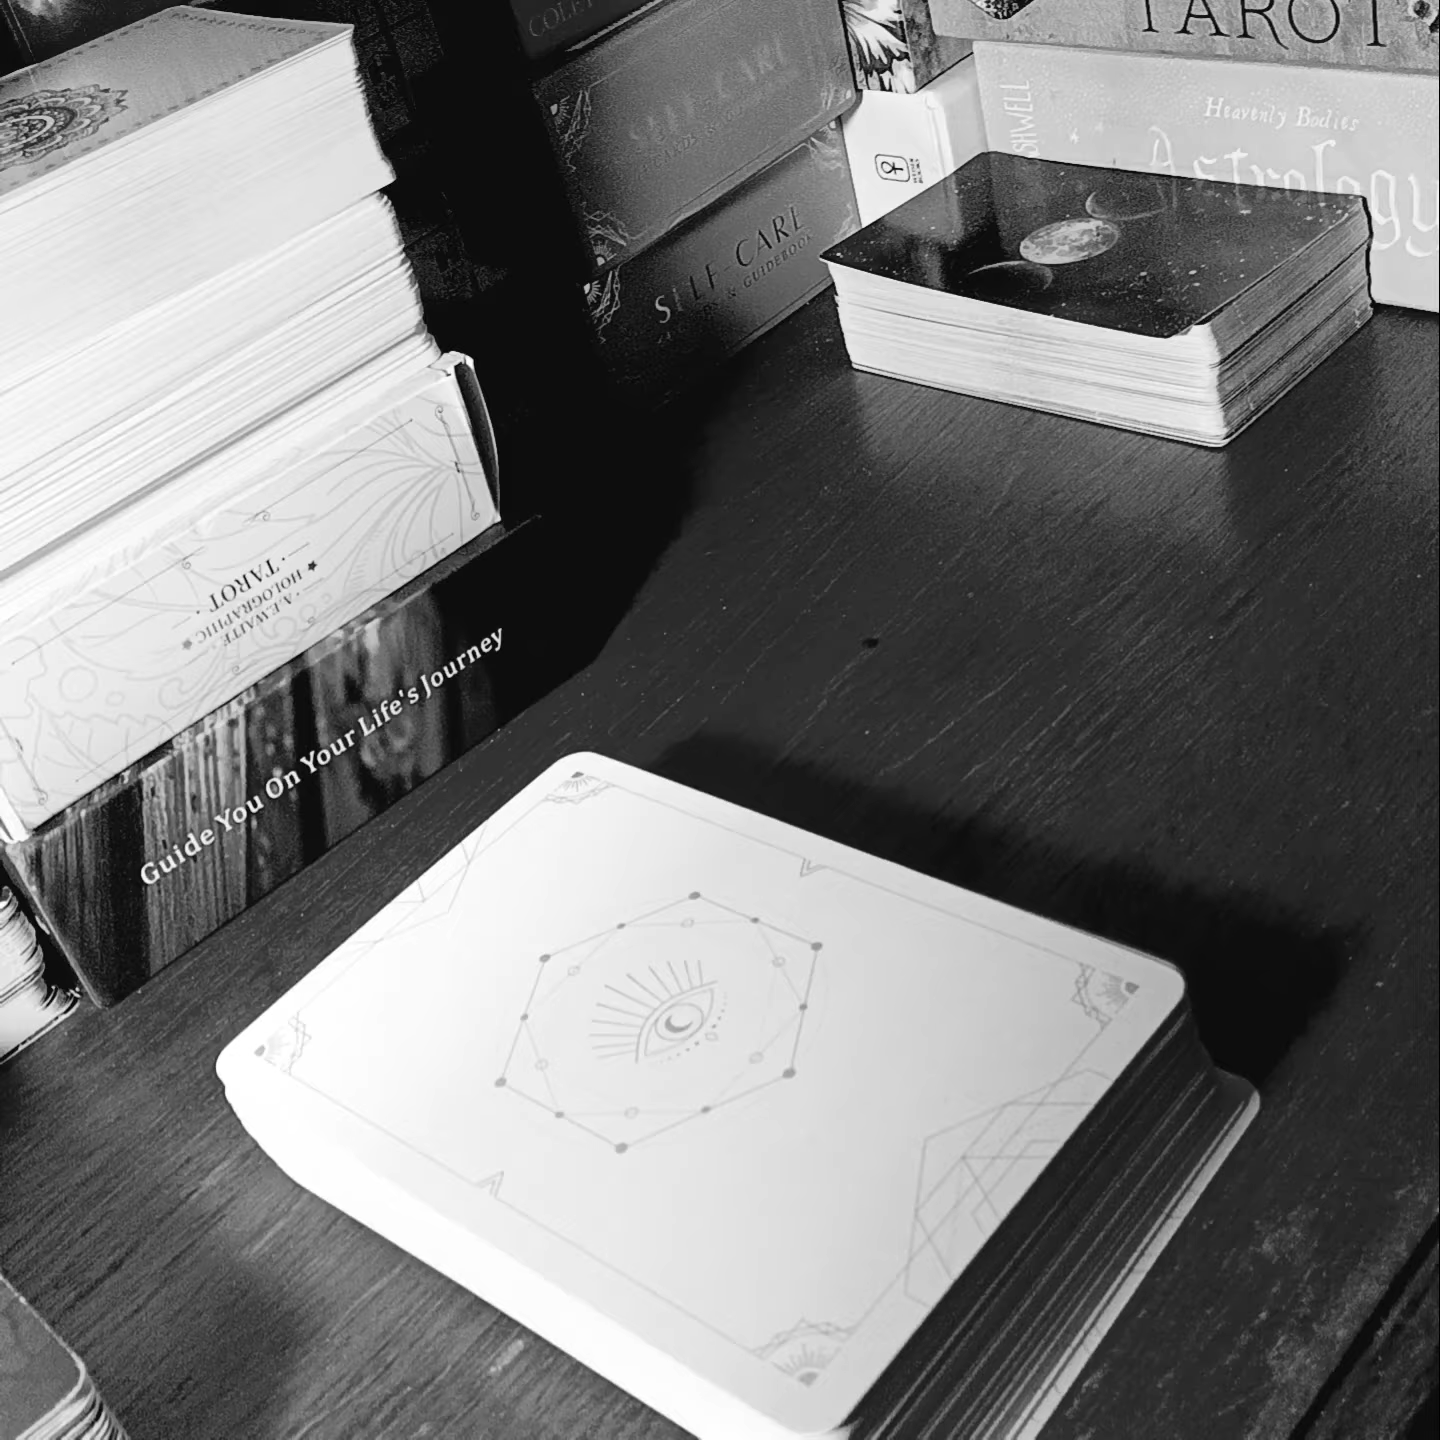 TAROT
SELF-CARE
Heavenly Bodies
Astrology
SELF-CARE
& GUIDEBOOK
A.E. WAITE
HOLOGRAPHIC
TAROT
Guide You On Your Life's Journey